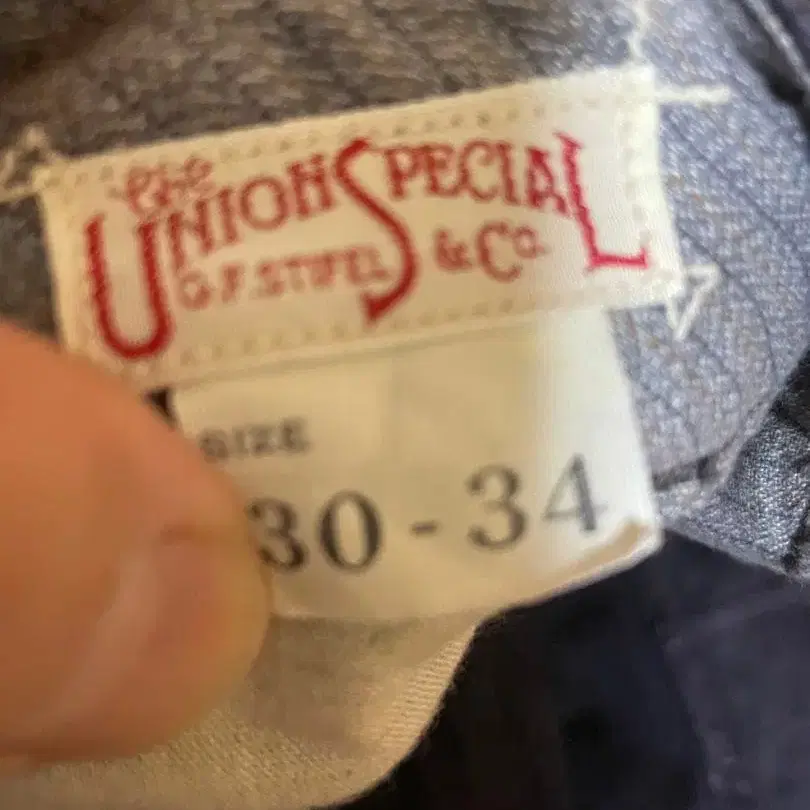 the
UNION SPECIAL
G.F. STIFEL & Co.
SIZE
30 - 34